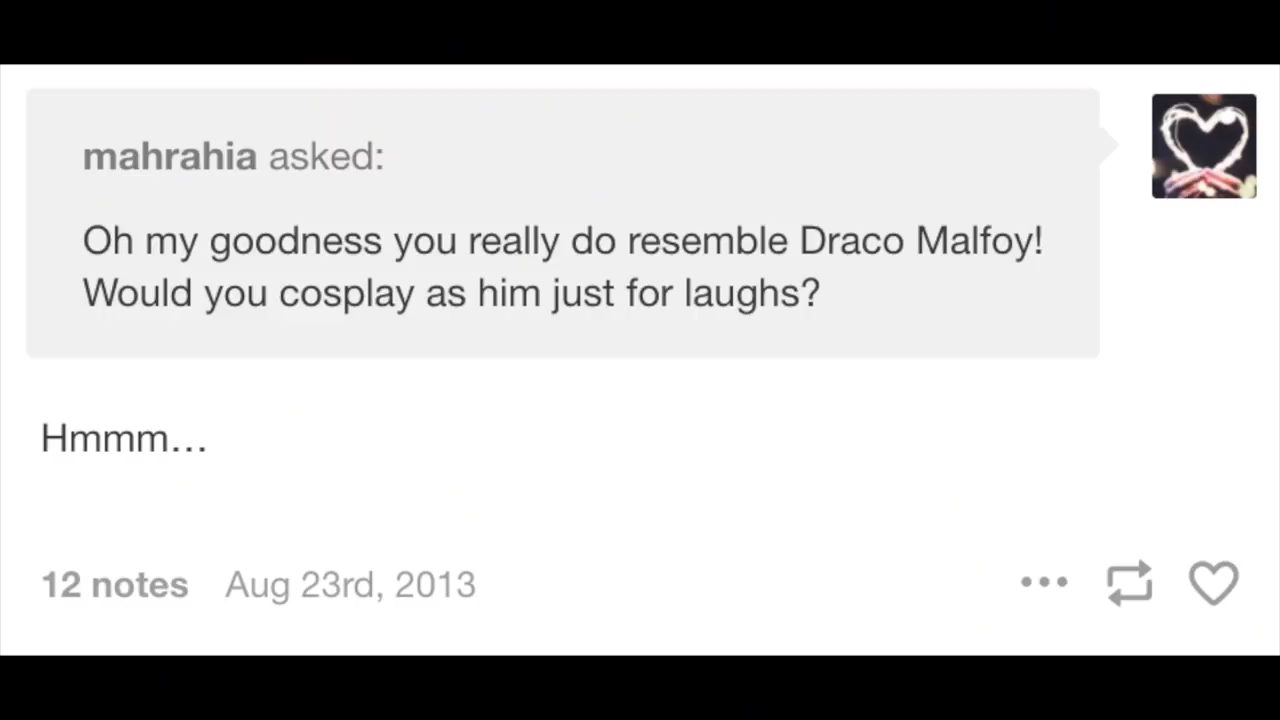 mahrahia asked:
Oh my goodness you really do resemble Draco Malfoy!
Would you cosplay as him just for laughs?
Hmmm...
12 notes Aug 23rd, 2013